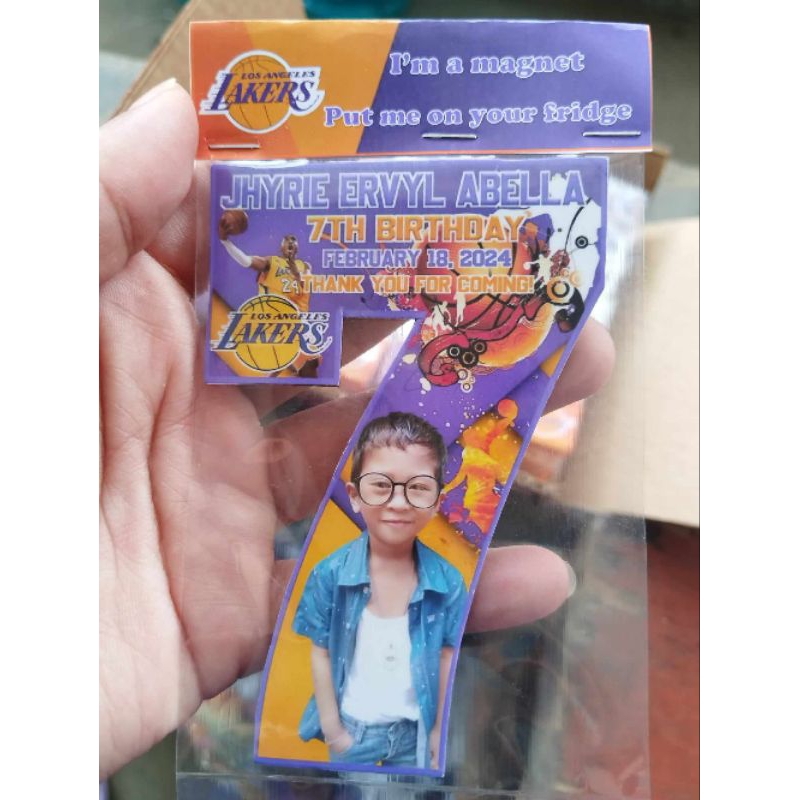 LOS ANGELES
LAKERS
I'm a magnet
Put me on your fridge
JHYRIE ERVYL ABELLA
7TH BIRTHDAY
FEBRUARY 18, 2024
THANK YOU FOR COMING!
24
LOS ANGELES
LAKERS